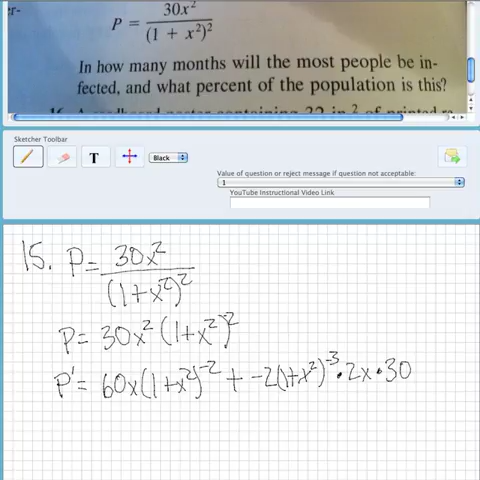 er-
P = 30x² / (1 + x²)²
In how many months will the most people be in-
fected, and what percent of the population is this?
Sketcher Toolbar
T
Black
Value of question or reject message if question not acceptable:
1
YouTube Instructional Video Link
15. P = 30x² / (1+x²)²
P = 30x² (1+x²)²
P' = 60x(1+x²)⁻² + -2(1+x²)⁻³ · 2x · 30